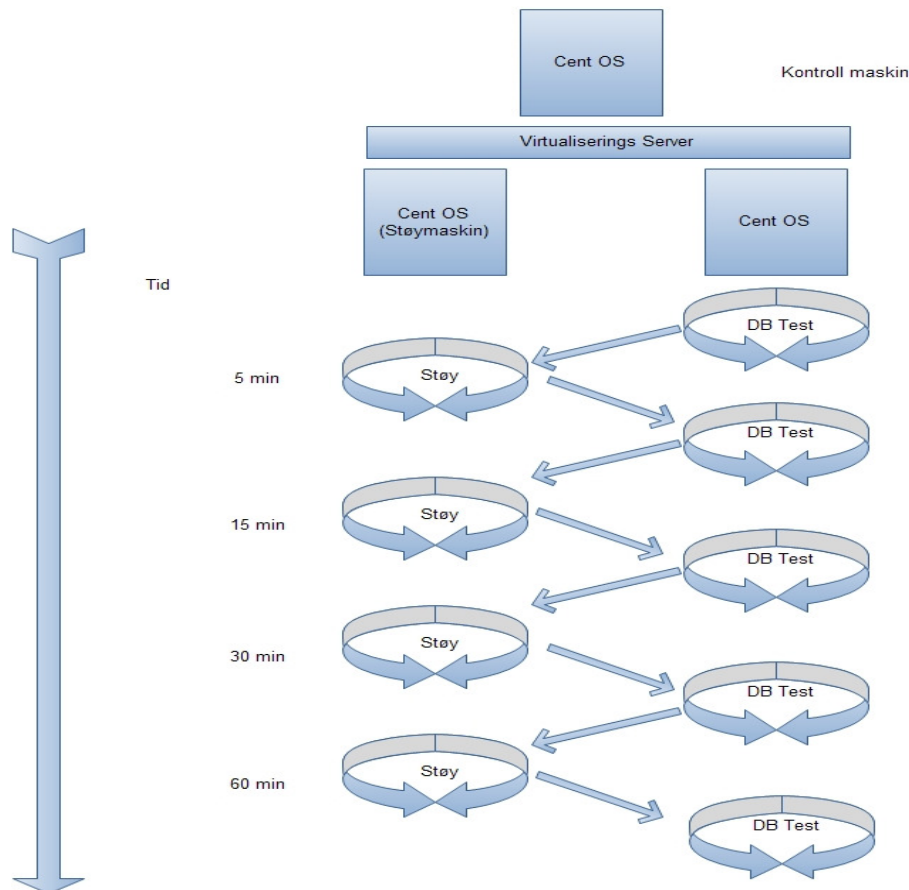 Cent OS
Kontroll maskin
Virtualiserings Server
Cent OS
(Støymaskin)
Cent OS
Tid
DB Test
5 min
Støy
DB Test
15 min
Støy
DB Test
30 min
Støy
DB Test
60 min
Støy
DB Test